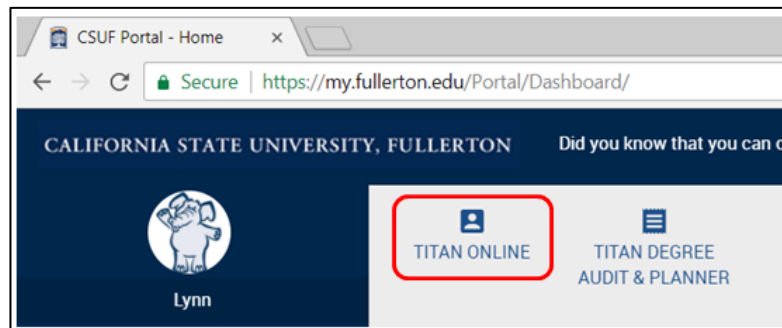 CSUF Portal - Home
Secure | https://my.fullerton.edu/Portal/Dashboard/
CALIFORNIA STATE UNIVERSITY, FULLERTON
Did you know that you can
TITAN ONLINE
TITAN DEGREE
AUDIT & PLANNER
Lynn